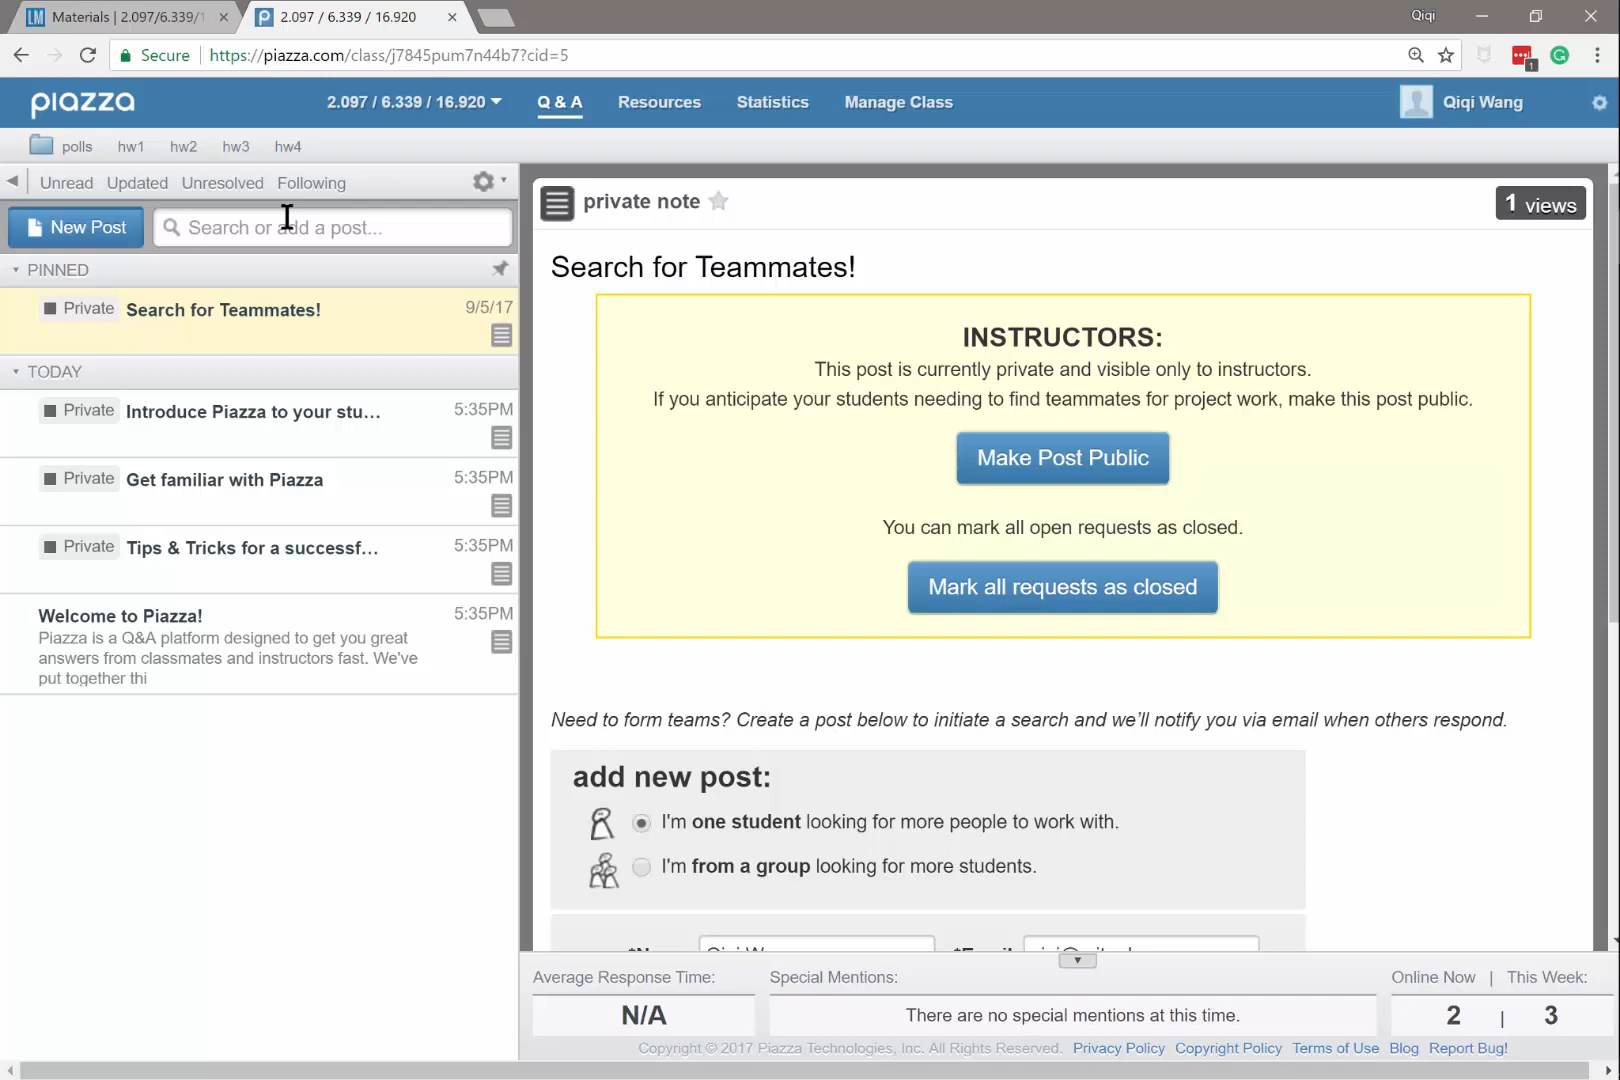 Materials | 2.097/6.339/1
2.097 / 6.339 / 16.920
Qiqi
Secure
https://piazza.com/class/j7845pum7n44b7?cid=5
1
piazza
2.097 / 6.339 / 16.920
Q & A
Resources
Statistics
Manage Class
Qiqi Wang
polls
hw1
hw2
hw3
hw4
Unread
Updated
Unresolved
Following
New Post
Search or add a post...
PINNED
Private
Search for Teammates!
9/5/17
TODAY
Private
Introduce Piazza to your stu...
5:35PM
Private
Get familiar with Piazza
5:35PM
Private
Tips & Tricks for a successf...
5:35PM
Welcome to Piazza!
5:35PM
Piazza is a Q&A platform designed to get you great
answers from classmates and instructors fast. We've
put together thi
private note
1 views
Search for Teammates!
INSTRUCTORS:
This post is currently private and visible only to instructors.
If you anticipate your students needing to find teammates for project work, make this post public.
Make Post Public
You can mark all open requests as closed.
Mark all requests as closed
Need to form teams? Create a post below to initiate a search and we'll notify you via email when others respond.
add new post:
I'm one student looking for more people to work with.
I'm from a group looking for more students.
Average Response Time:
N/A
Special Mentions:
There are no special mentions at this time.
Online Now | This Week:
2 | 3
Copyright © 2017 Piazza Technologies, Inc. All Rights Reserved. Privacy Policy Copyright Policy Terms of Use Blog Report Bug!